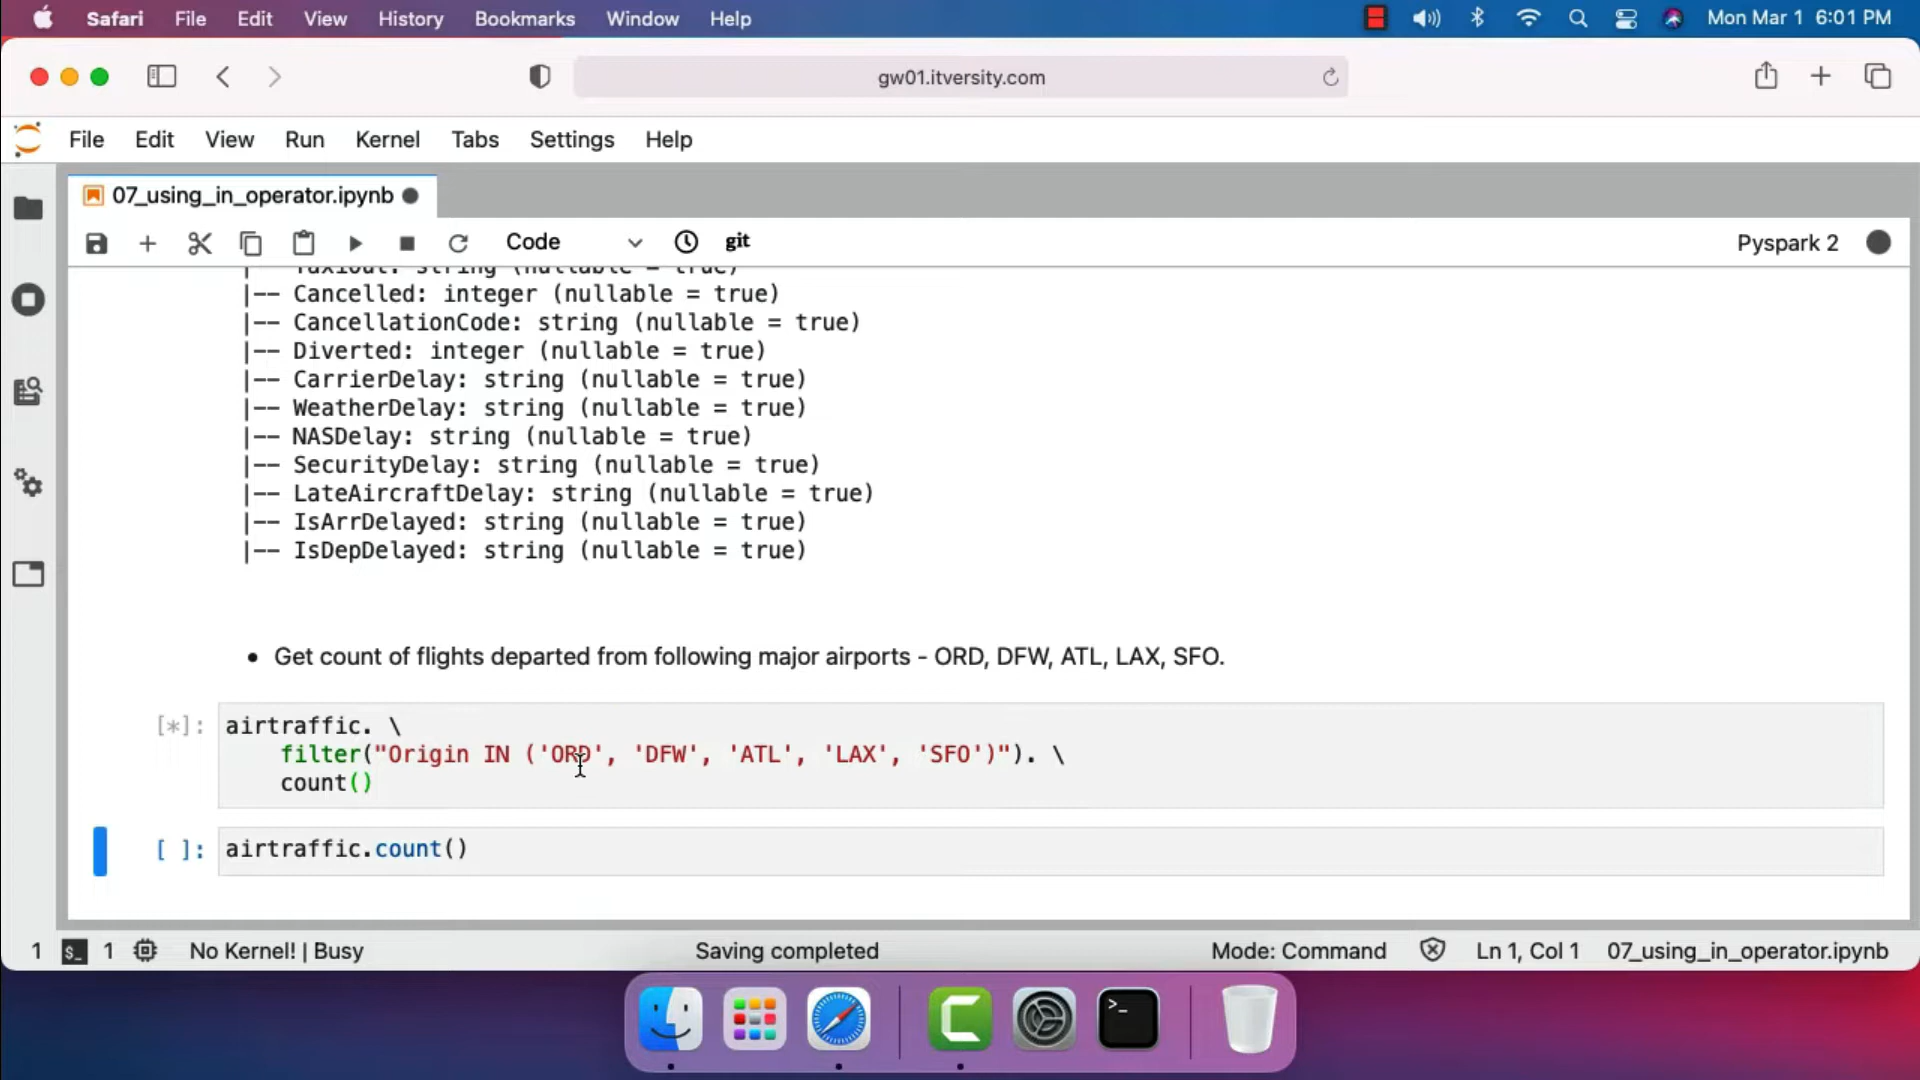 Safari File Edit View History Bookmarks Window Help Mon Mar 1 6:01 PM
gw01.itversity.com
File Edit View Run Kernel Tabs Settings Help
07_using_in_operator.ipynb
Code git Pyspark 2
|-- TaxiOut: string (nullable = true)
|-- Cancelled: integer (nullable = true)
|-- CancellationCode: string (nullable = true)
|-- Diverted: integer (nullable = true)
|-- CarrierDelay: string (nullable = true)
|-- WeatherDelay: string (nullable = true)
|-- NASDelay: string (nullable = true)
|-- SecurityDelay: string (nullable = true)
|-- LateAircraftDelay: string (nullable = true)
|-- IsArrDelayed: string (nullable = true)
|-- IsDepDelayed: string (nullable = true)
• Get count of flights departed from following major airports - ORD, DFW, ATL, LAX, SFO.
[*]: airtraffic. \
filter("Origin IN ('ORD', 'DFW', 'ATL', 'LAX', 'SFO')"). \
count()
[ ]: airtraffic.count()
1 $_ 1 No Kernel! | Busy Saving completed Mode: Command Ln 1, Col 1 07_using_in_operator.ipynb
>_